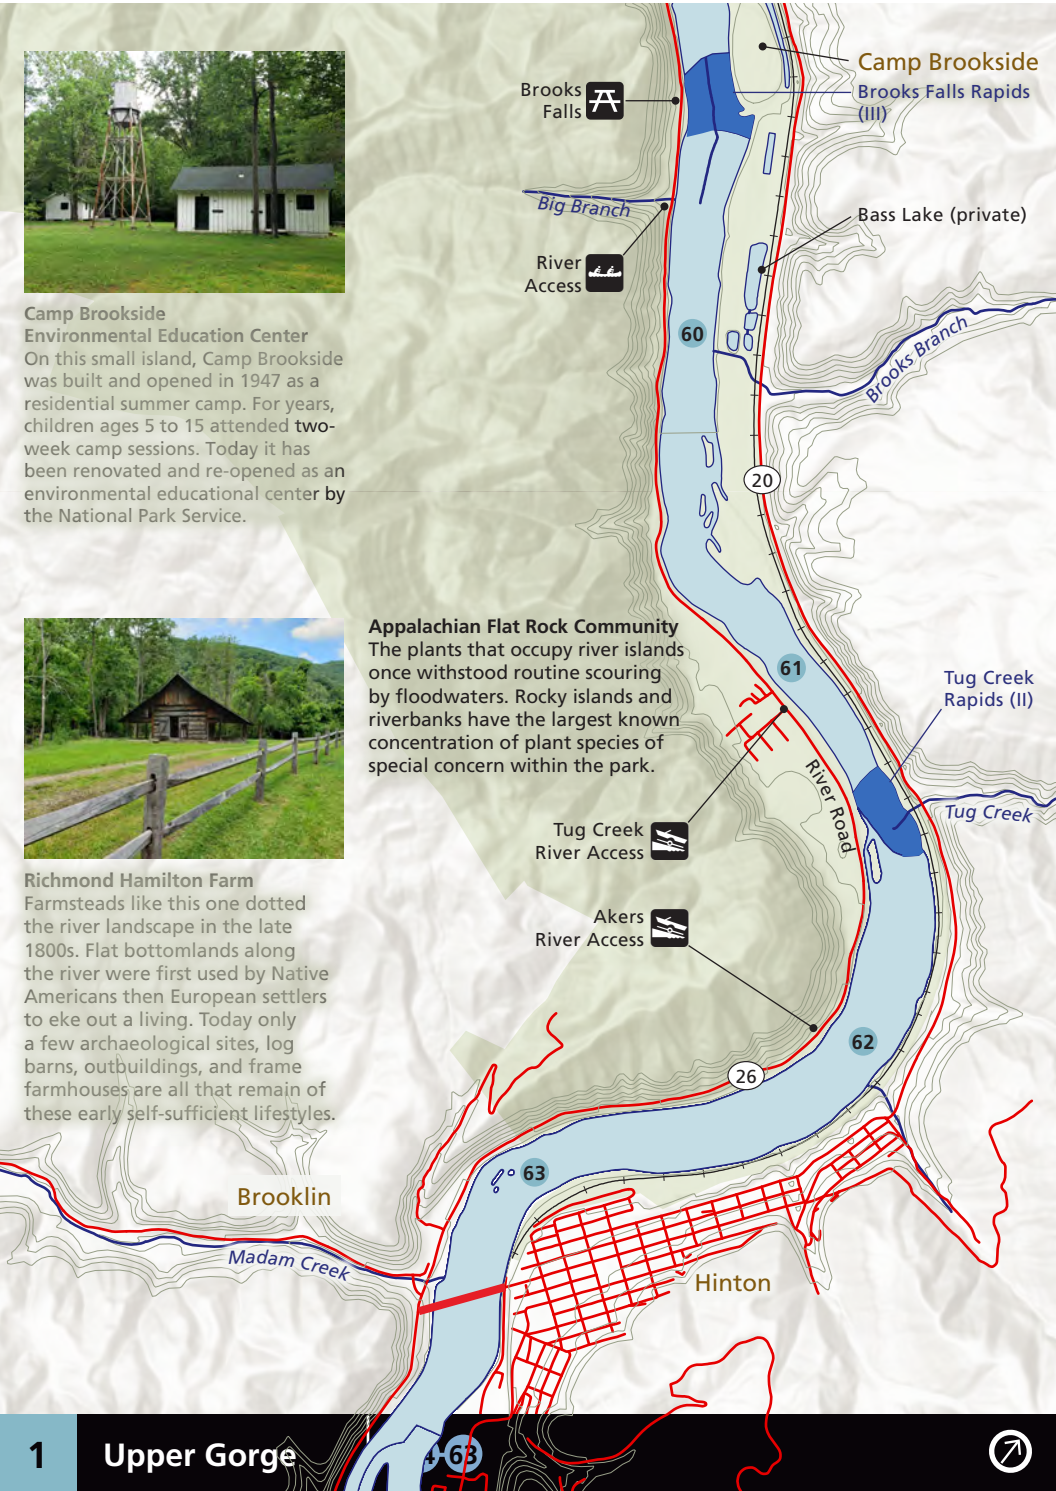 Camp Brookside
Environmental Education Center
On this small island, Camp Brookside
was built and opened in 1947 as a
residential summer camp. For years,
children ages 5 to 15 attended two-
week camp sessions. Today it has
been renovated and re-opened as an
environmental educational center by
the National Park Service.
Richmond Hamilton Farm
Farmsteads like this one dotted
the river landscape in the late
1800s. Flat bottomlands along
the river were first used by Native
Americans then European settlers
to eke out a living. Today only
a few archaeological sites, log
barns, outbuildings, and frame
farmhouses are all that remain of
these early self-sufficient lifestyles.
Appalachian Flat Rock Community
The plants that occupy river islands
once withstood routine scouring
by floodwaters. Rocky islands and
riverbanks have the largest known
concentration of plant species of
special concern within the park.
Camp Brookside
Brooks Falls Rapids
(III)
Brooks
Falls
Big Branch
River
Access
Bass Lake (private)
60
Brooks Branch
20
61
Tug Creek
Rapids (II)
River Road
Tug Creek
Tug Creek
River Access
Akers
River Access
62
26
63
Brooklin
Madam Creek
Hinton
1
Upper Gorge
4-63